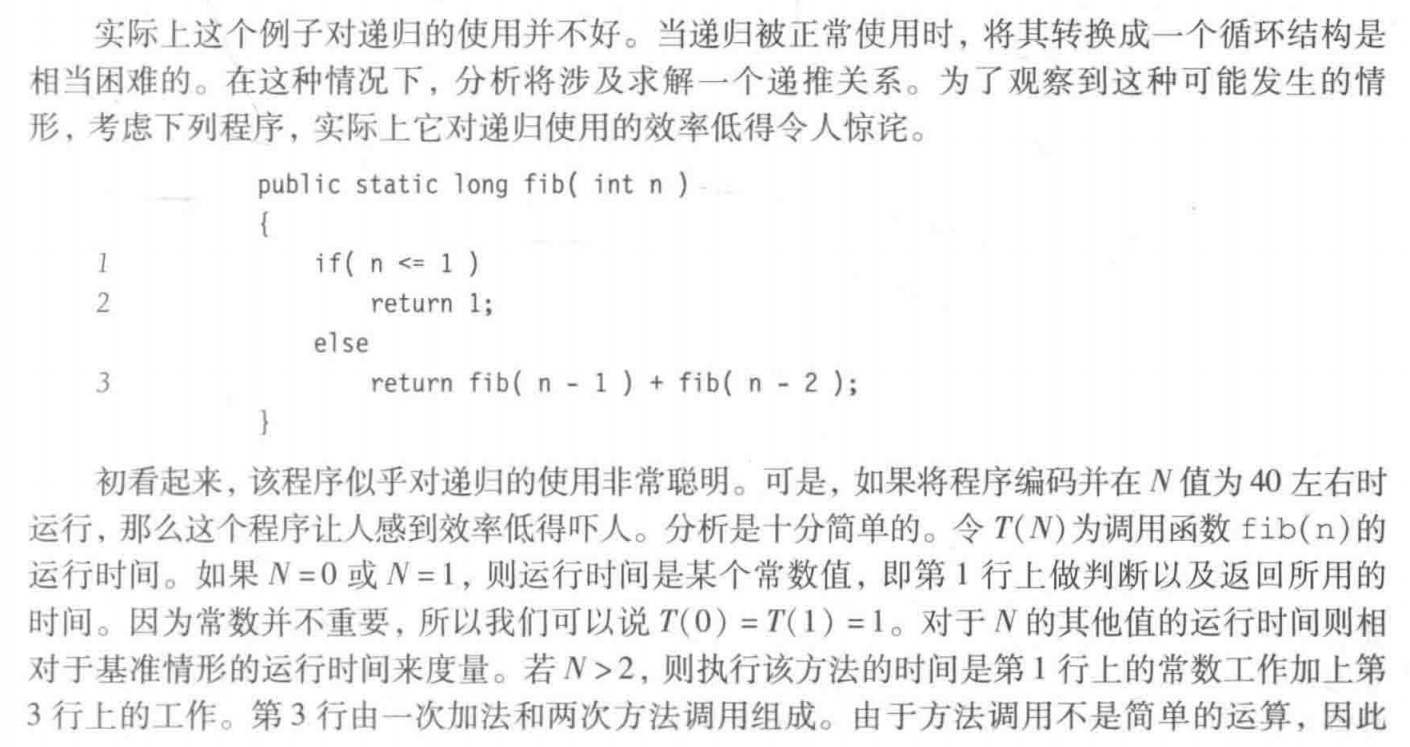 实际上这个例子对递归的使用并不好。当递归被正常使用时，将其转换成一个循环结构是
相当困难的。在这种情况下，分析将涉及求解一个递推关系。为了观察到这种可能发生的情
形，考虑下列程序，实际上它对递归使用的效率低得令人惊诧。
public static long fib( int n )
{
1 if( n <= 1 )
2 return 1;
else
3 return fib( n - 1 ) + fib( n - 2 );
}
初看起来，该程序似乎对递归的使用非常聪明。可是，如果将程序编码并在 N 值为 40 左右时
运行，那么这个程序让人感到效率低得吓人。分析是十分简单的。令 T(N)为调用函数 fib(n)的
运行时间。如果 N=0 或 N=1，则运行时间是某个常数值，即第 1 行上做判断以及返回所用的
时间。因为常数并不重要，所以我们可以说 T(0)=T(1)=1。对于 N 的其他值的运行时间则相
对于基准情形的运行时间来度量。若 N>2，则执行该方法的时间是第 1 行上的常数工作加上第
3 行上的工作。第 3 行由一次加法和两次方法调用组成。由于方法调用不是简单的运算，因此